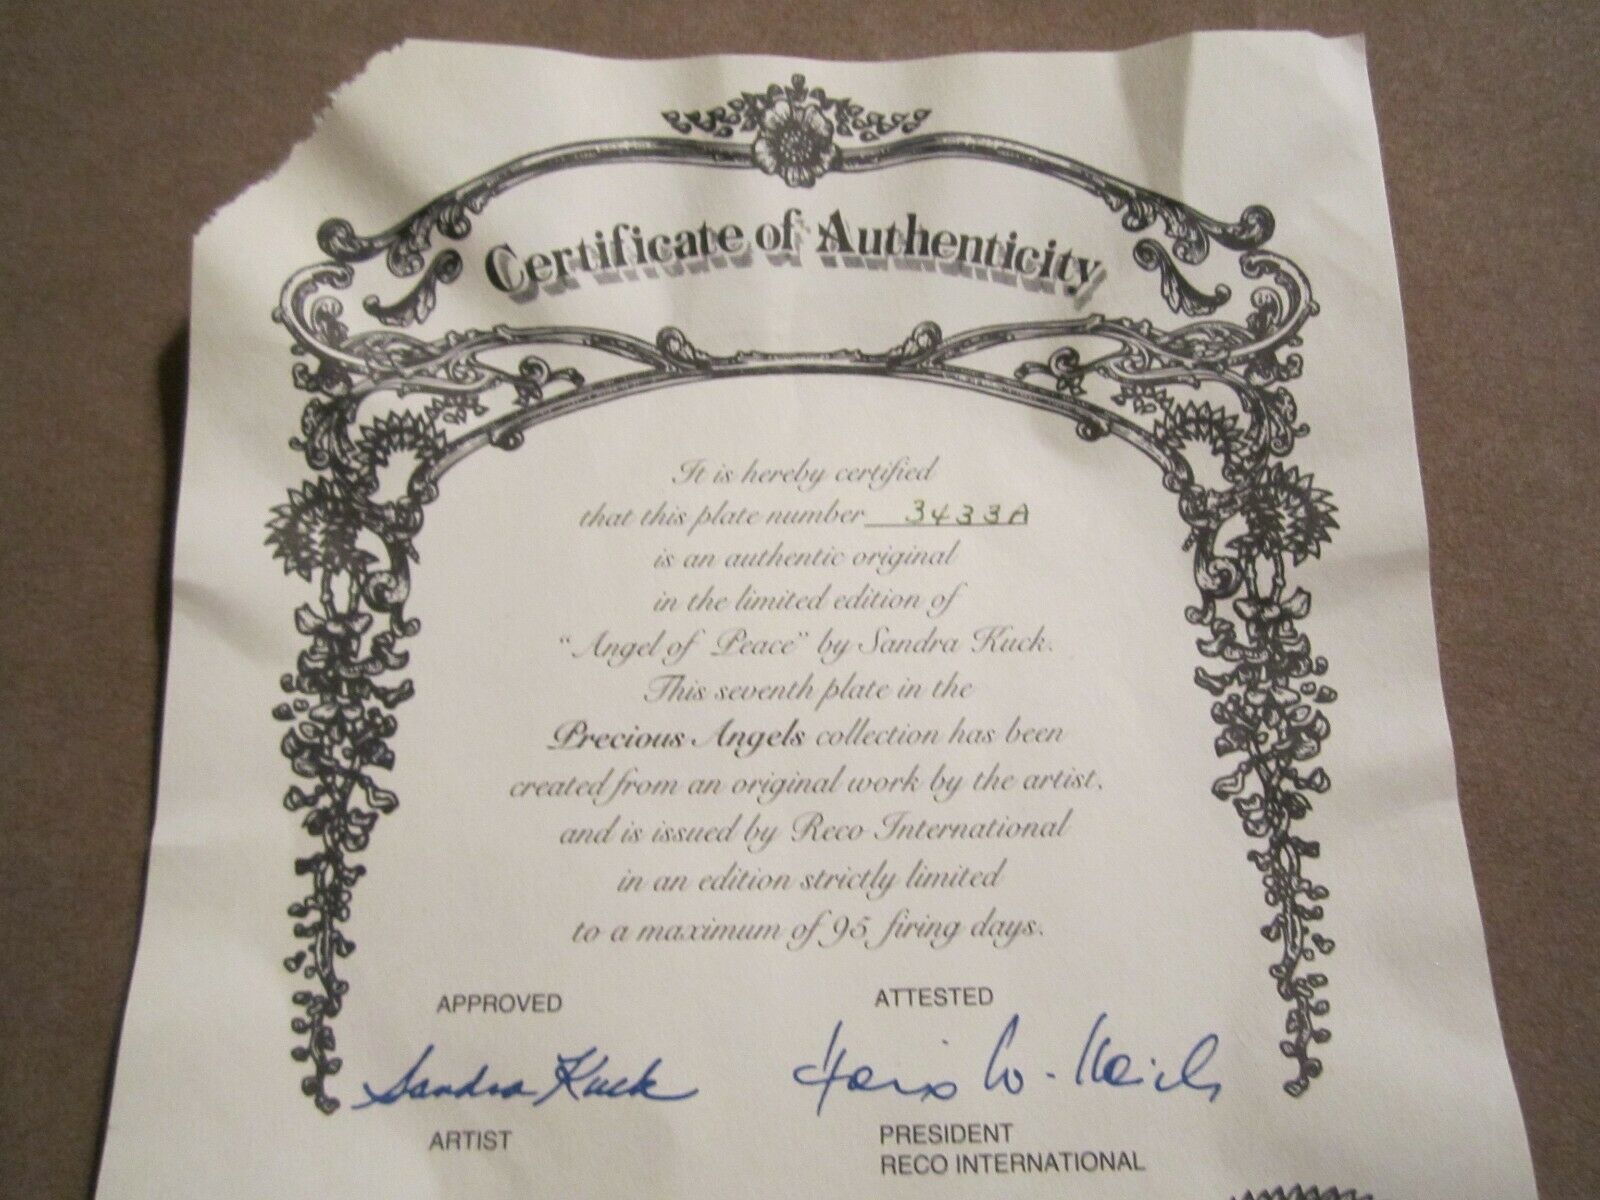 Certificate of Authenticity
It is hereby certified
that this plate number 3433A
is an authentic original
in the limited edition of
"Angel of Peace" by Sandra Kuck.
This seventh plate in the
Precious Angels collection has been
created from an original work by the artist,
and is issued by Reco International
in an edition strictly limited
to a maximum of 95 firing days.
APPROVED
ATTESTED
Sandra Kuck
ARTIST
PRESIDENT
RECO INTERNATIONAL